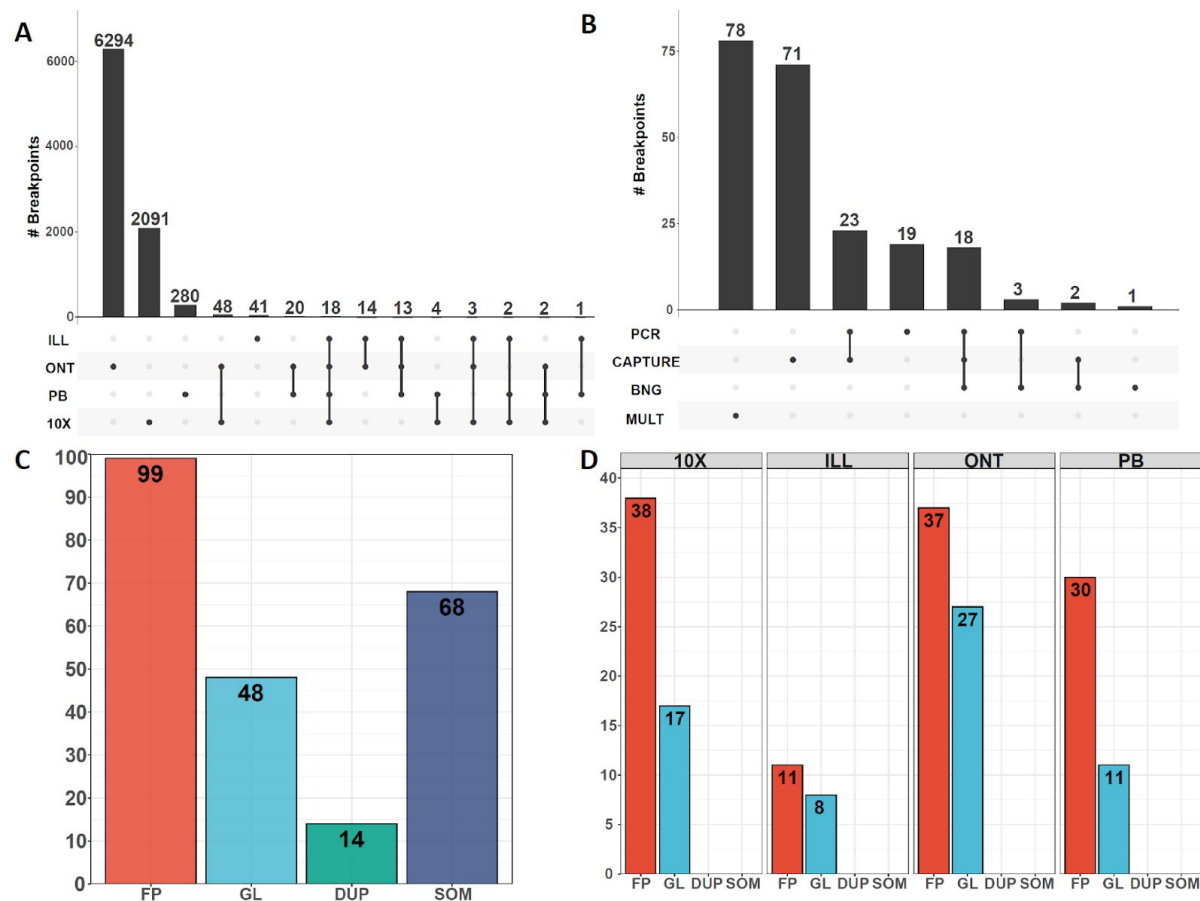 A
# Breakpoints
6000
4000
2000
0
6294 2091 280 48 41 20 18 14 13 4 3 2 2 1
ILL
ONT
PB
10X
B
# Breakpoints
75
50
25
0
78 71 23 19 18 3 2 1
PCR
CAPTURE
BNG
MULT
C
100
90
80
70
60
50
40
30
20
10
0
99 48 14 68
FP GL DUP SOM
D
10X ILL ONT PB
40
35
30
25
20
15
10
5
0
38 17 11 8 37 27 30 11
FP GL DUP SOM FP GL DUP SOM FP GL DUP SOM FP GL DUP SOM